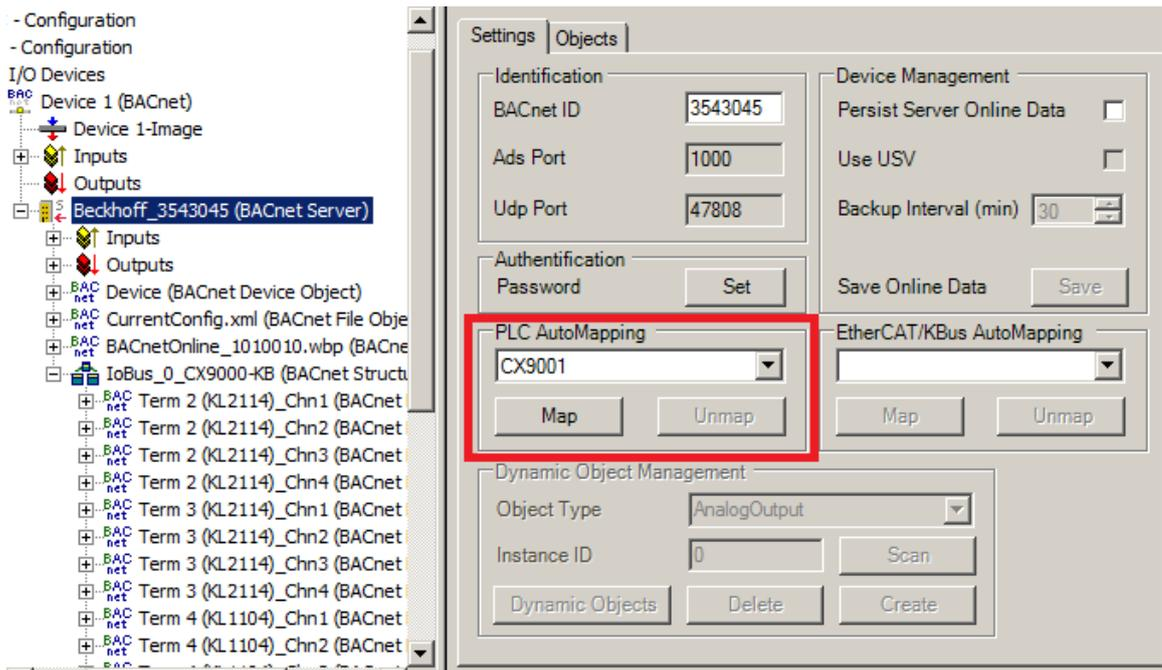 - Configuration
- Configuration
I/O Devices
Device 1 (BACnet)
Device 1-Image
Inputs
Outputs
Beckhoff_3543045 (BACnet Server)
Inputs
Outputs
Device (BACnet Device Object)
CurrentConfig.xml (BACnet File Obje
BACnetOnline_1010010.wbp (BACne
IoBus_0_CX9000-KB (BACnet Structu
Term 2 (KL2114)_Chn1 (BACnet
Term 2 (KL2114)_Chn2 (BACnet
Term 2 (KL2114)_Chn3 (BACnet
Term 2 (KL2114)_Chn4 (BACnet
Term 3 (KL2114)_Chn1 (BACnet
Term 3 (KL2114)_Chn2 (BACnet
Term 3 (KL2114)_Chn3 (BACnet
Term 3 (KL2114)_Chn4 (BACnet
Term 4 (KL1104)_Chn1 (BACnet
Term 4 (KL1104)_Chn2 (BACnet
Settings Objects
Identification
BACnet ID 3543045
Ads Port 1000
Udp Port 47808
Authentification
Password Set
PLC AutoMapping
CX9001
Map Unmap
Device Management
Persist Server Online Data
Use USV
Backup Interval (min) 30
Save Online Data Save
EtherCAT/KBus AutoMapping
Map Unmap
Dynamic Object Management
Object Type AnalogOutput
Instance ID 0 Scan
Dynamic Objects Delete Create